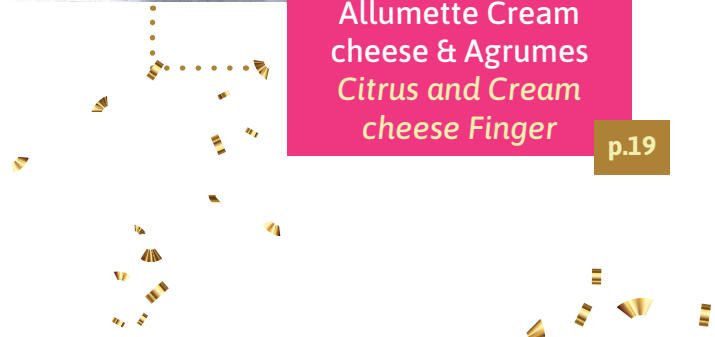 Allumette Cream
cheese & Agrumes
Citrus and Cream
cheese Finger
p.19